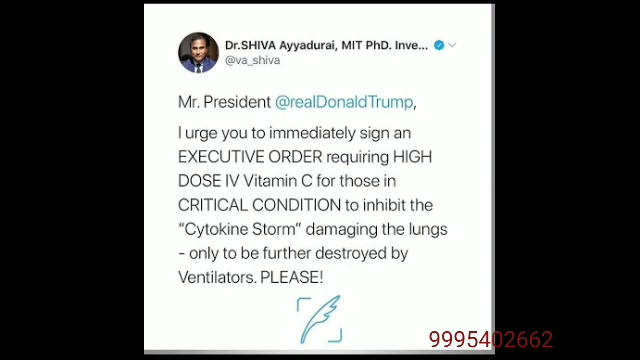 Dr.SHIVA Ayyadurai, MIT PhD. Inve...
@va_shiva
Mr. President @realDonaldTrump,
I urge you to immediately sign an
EXECUTIVE ORDER requiring HIGH
DOSE IV Vitamin C for those in
CRITICAL CONDITION to inhibit the
“Cytokine Storm” damaging the lungs
- only to be further destroyed by
Ventilators. PLEASE!
9995402662